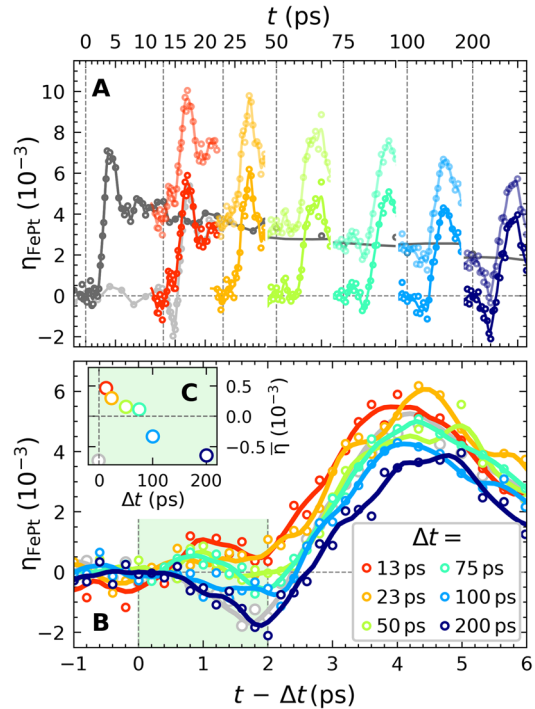 t (ps)
0 5 10 15 20 25 50 75 100 200
A
η_FePt (10⁻³)
10
8
6
4
2
0
−2
C
0.5
0.0
−0.5
η̅ (10⁻³)
0 100 200
Δt (ps)
η_FePt (10⁻³)
6
4
2
0
−2
B
Δt =
13 ps 75 ps
23 ps 100 ps
50 ps 200 ps
−1 0 1 2 3 4 5 6
t − Δt (ps)